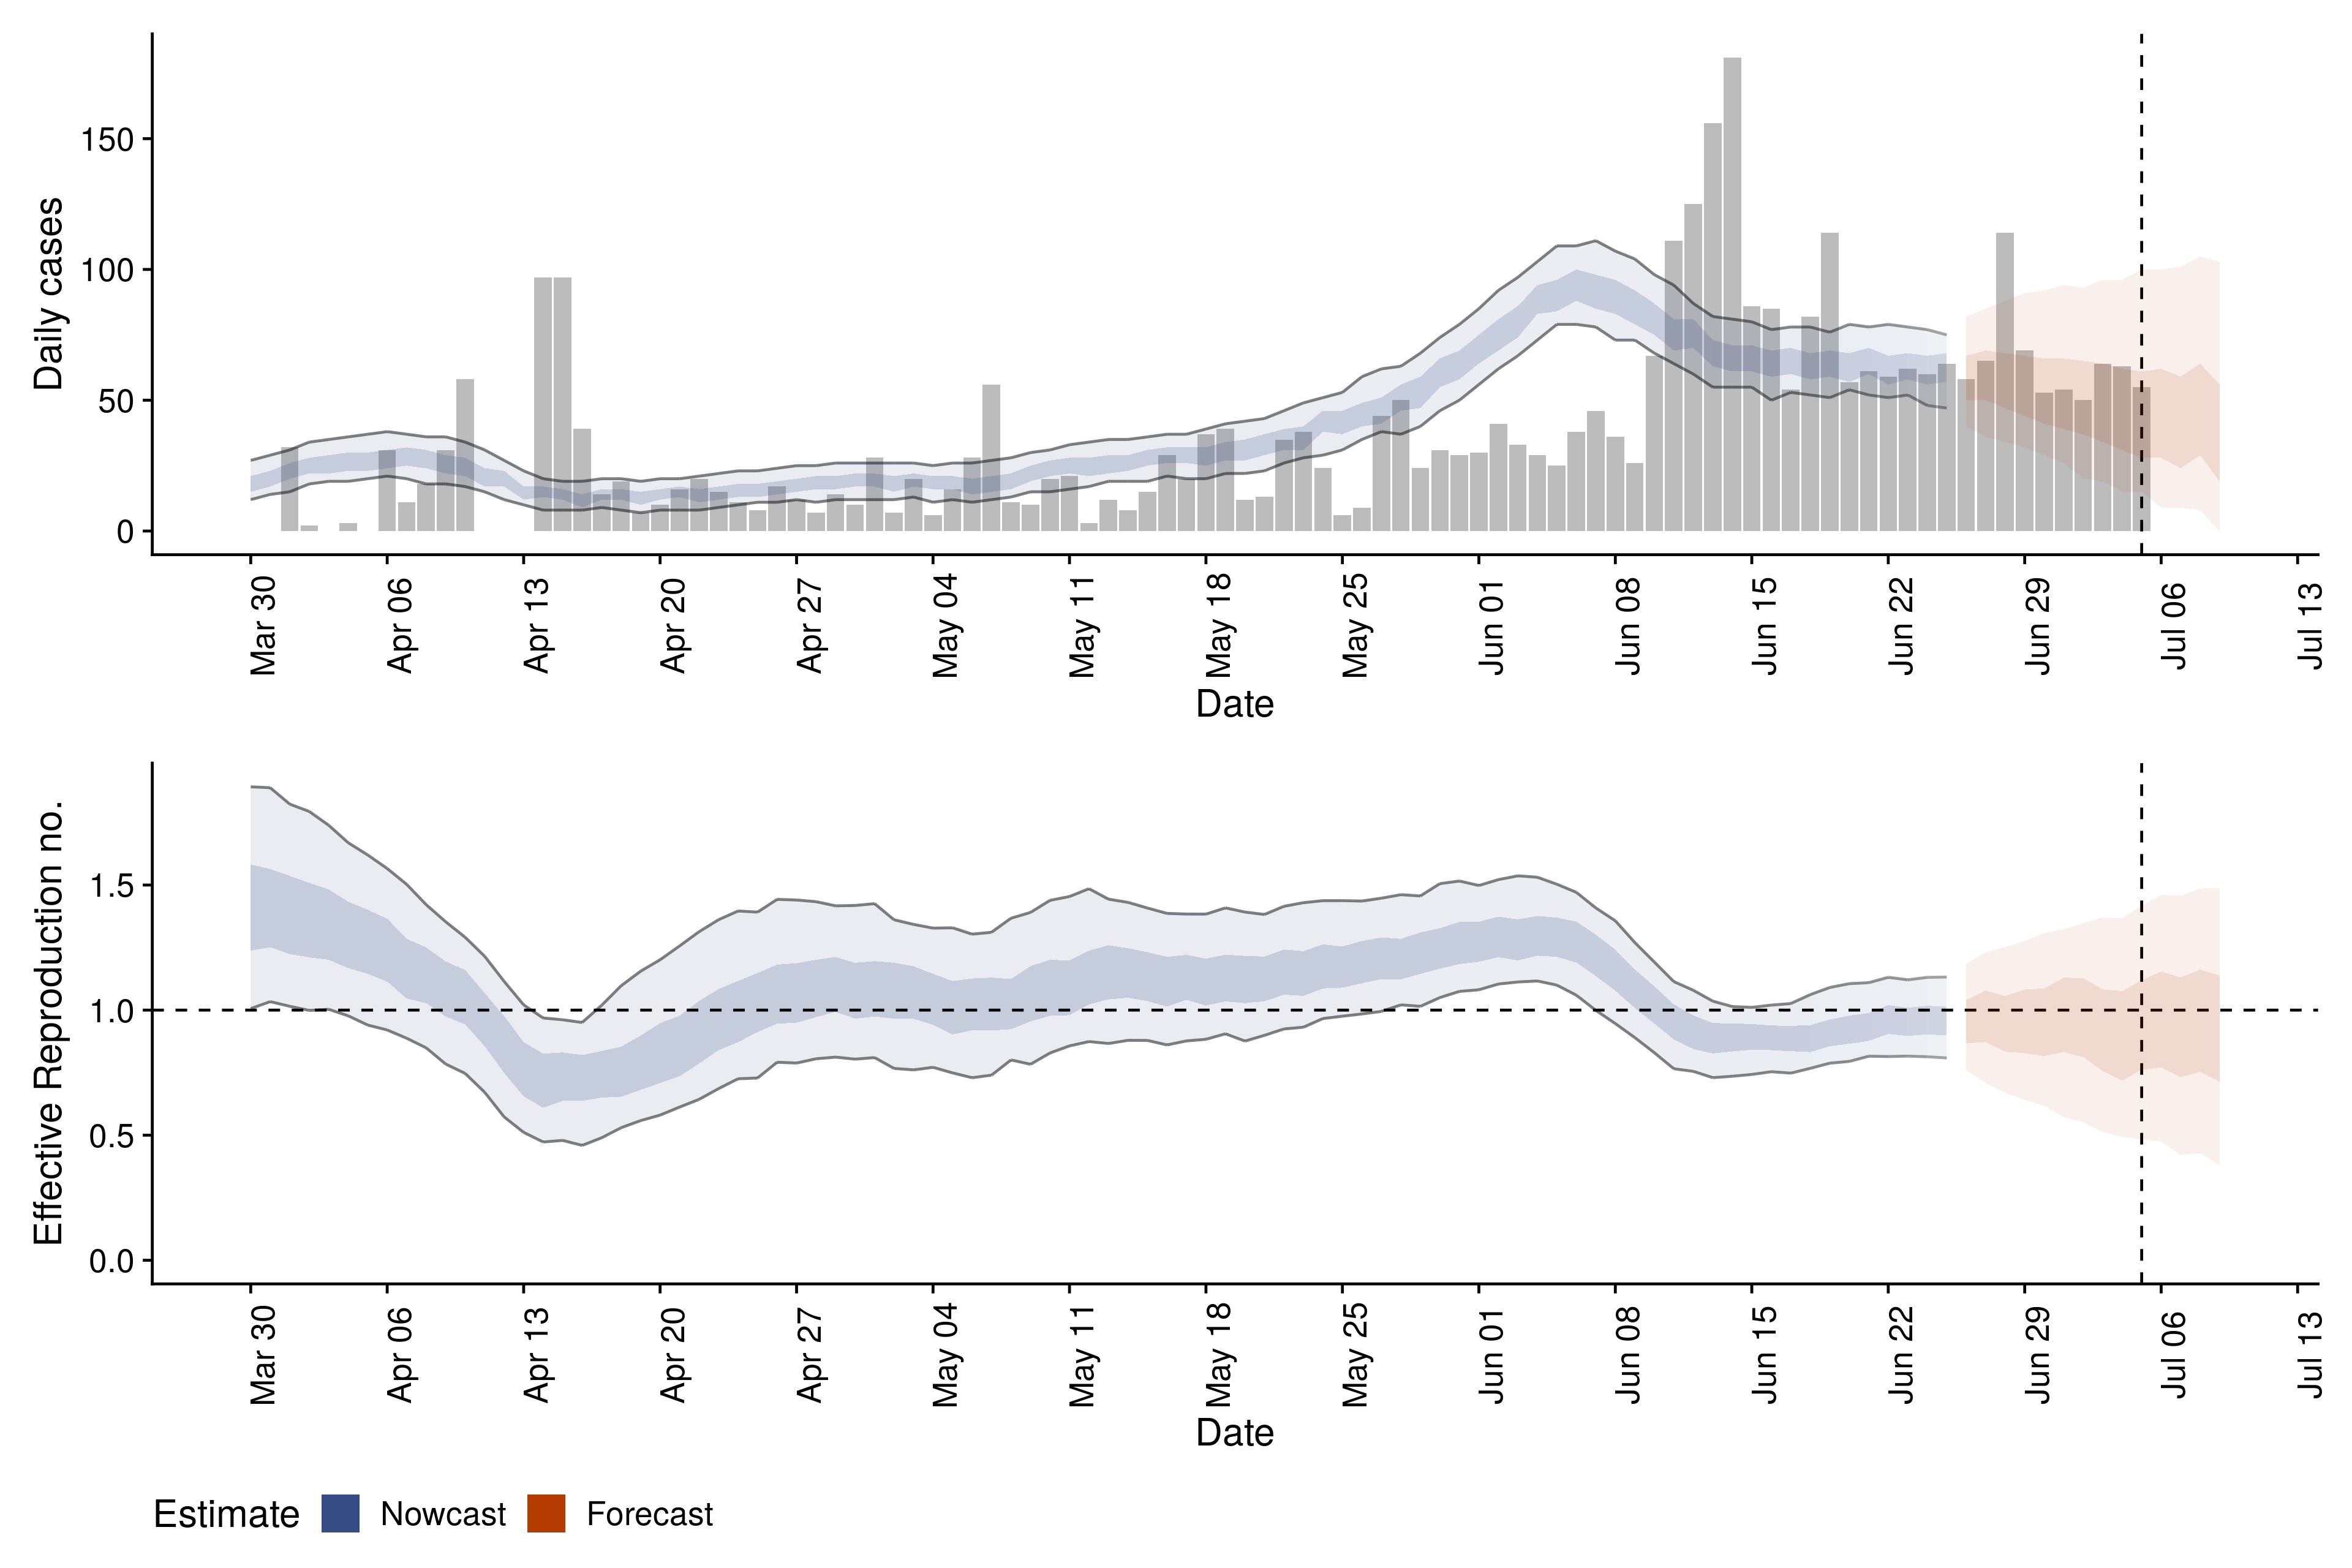 Daily cases
150
100
50
0
Mar 30
Apr 06
Apr 13
Apr 20
Apr 27
May 04
May 11
May 18
May 25
Jun 01
Jun 08
Jun 15
Jun 22
Jun 29
Jul 06
Jul 13
Date
Effective Reproduction no.
1.5
1.0
0.5
0.0
Mar 30
Apr 06
Apr 13
Apr 20
Apr 27
May 04
May 11
May 18
May 25
Jun 01
Jun 08
Jun 15
Jun 22
Jun 29
Jul 06
Jul 13
Date
Estimate Nowcast Forecast